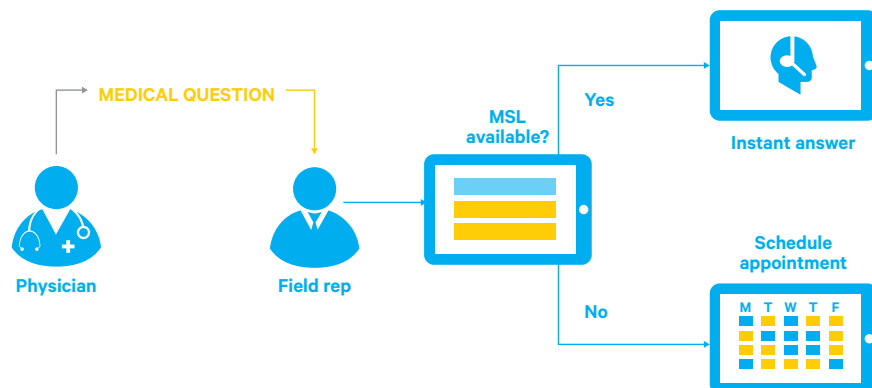 MEDICAL QUESTION
Physician
Field rep
MSL
available?
Yes
Instant answer
No
Schedule
appointment
M T W T F